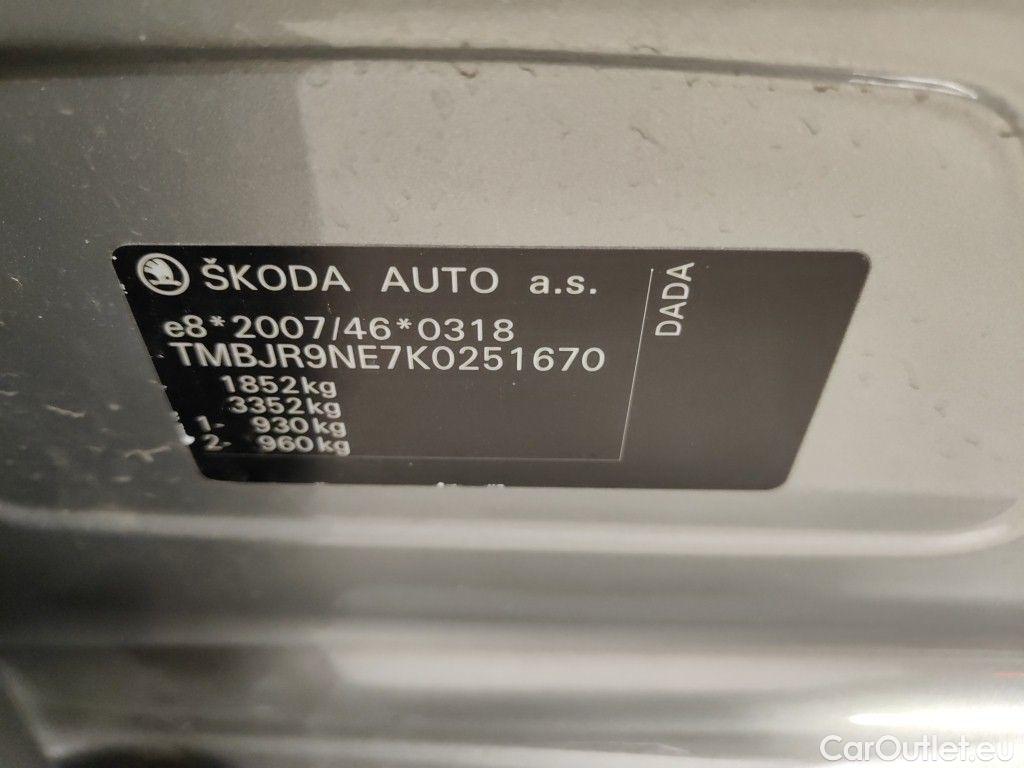 ŠKODA AUTO a.s.
e8*2007/46*0318
TMBJR9NE7K0251670
1852kg
3352kg
1- 930kg
2- 960kg
DADA
CarOutlet.eu